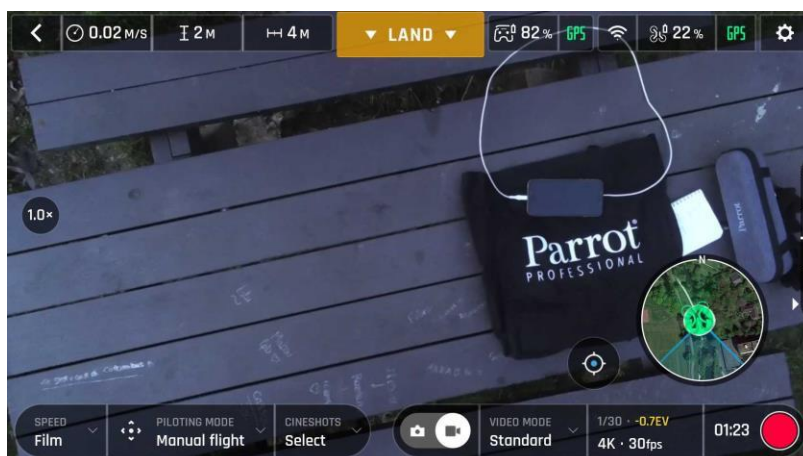 0.02 M/S
2 M
4 M
LAND
82 %
GPS
22 %
GPS
1.0×
Parrot
PROFESSIONAL
Parrot
N
SPEED
Film
PILOTING MODE
Manual flight
CINESHOTS
Select
VIDEO MODE
Standard
1/30 · -0.7EV
4K · 30fps
01:23